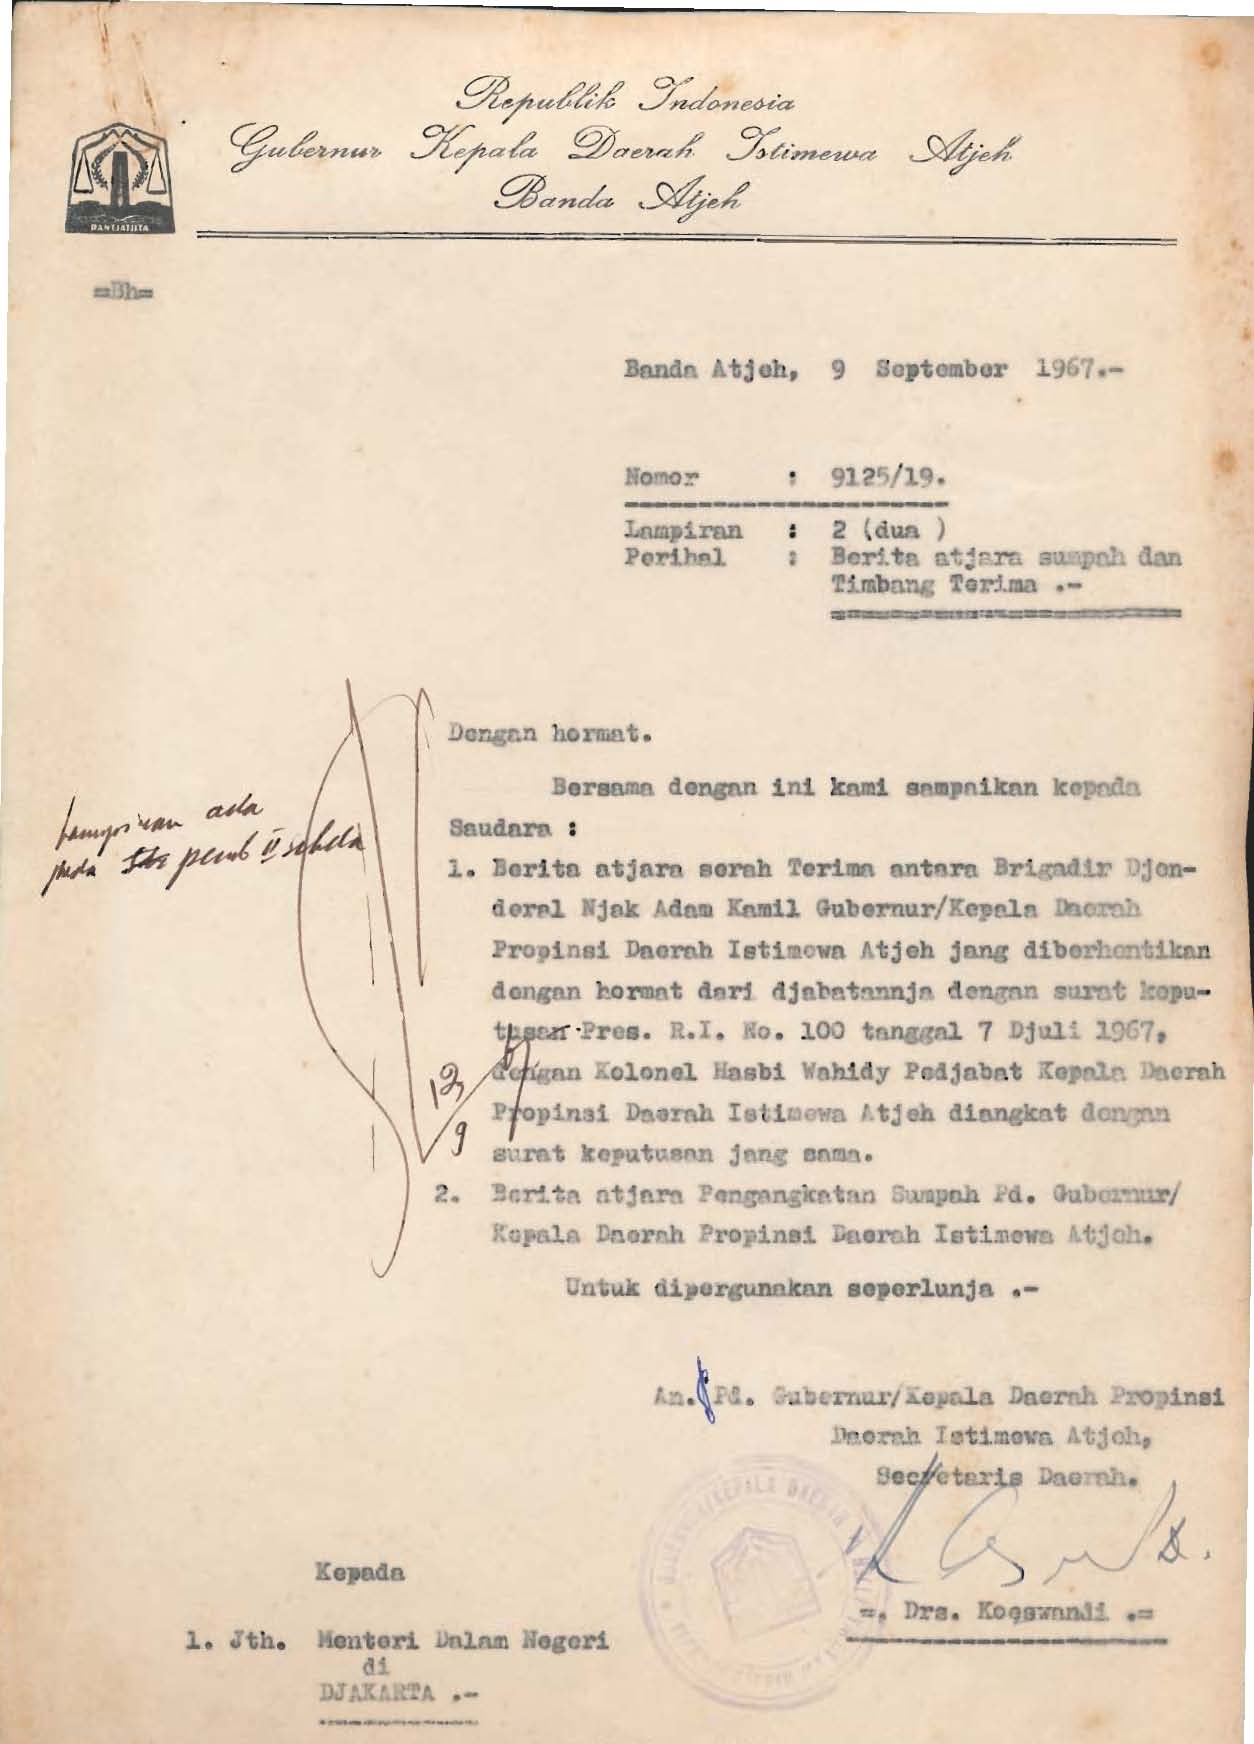 Republik Indonesia
Gubernur Kepala Daerah Istimewa Atjeh
Banda Atjeh
PANTJATJITA
=Bh=
Banda Atjeh, 9 September 1967.-
Nomor : 9125/19.
Lampiran : 2 (dua )
Perihal : Berita atjara sumpah dan
Timbang Terima .-
Dengan hormat.
Bersama dengan ini kami sampaikan kepada
Saudara :
1. Berita atjara serah Terima antara Brigadir Djen-
deral Njak Adam Kamil Gubernur/Kepala Daerah
Propinsi Daerah Istimewa Atjeh jang diberhentikan
dengan hormat dari djabatannja dengan surat kepu-
tusan Pres. R.I. No. 100 tanggal 7 Djuli 1967,
dengan Kolonel Hasbi Wahidy Pedjabat Kepala Daerah
Propinsi Daerah Istimewa Atjeh diangkat dengan
surat keputusan jang sama.
2. Berita atjara Pengangkatan Sumpah Pd. Gubernur/
Kepala Daerah Propinsi Daerah Istimewa Atjeh.
Untuk dipergunakan seperlunja .-
lampiran ada
pada pemb II
13/9
An. Pd. Gubernur/Kepala Daerah Propinsi
Daerah Istimewa Atjeh,
Secretaris Daerah.
KEPALA DAERAH
=. Drs. Koeswandi .=
Kepada
1. Jth. Menteri Dalam Negeri
di
DJAKARTA .-